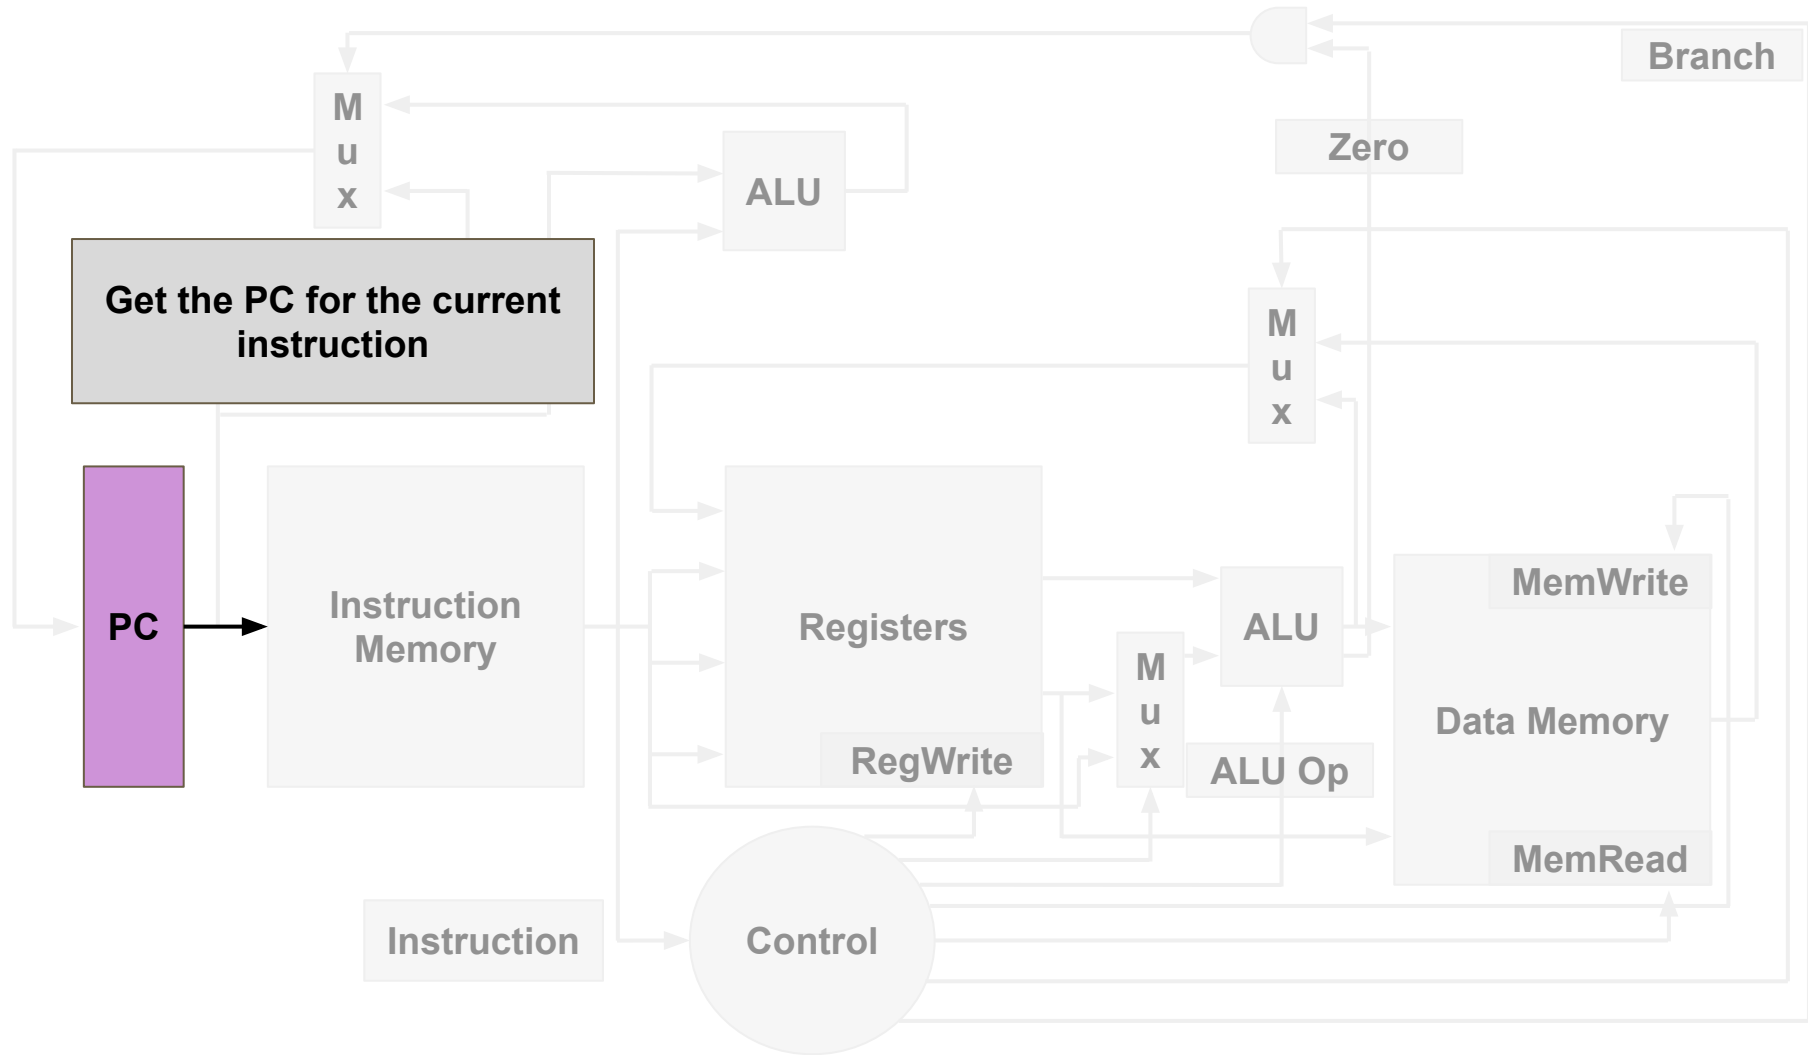 Branch
M
u
x
Zero
ALU
Get the PC for the current
instruction
M
u
x
PC
Instruction
Memory
Registers
RegWrite
M
u
x
ALU
ALU Op
MemWrite
Data Memory
MemRead
Instruction
Control